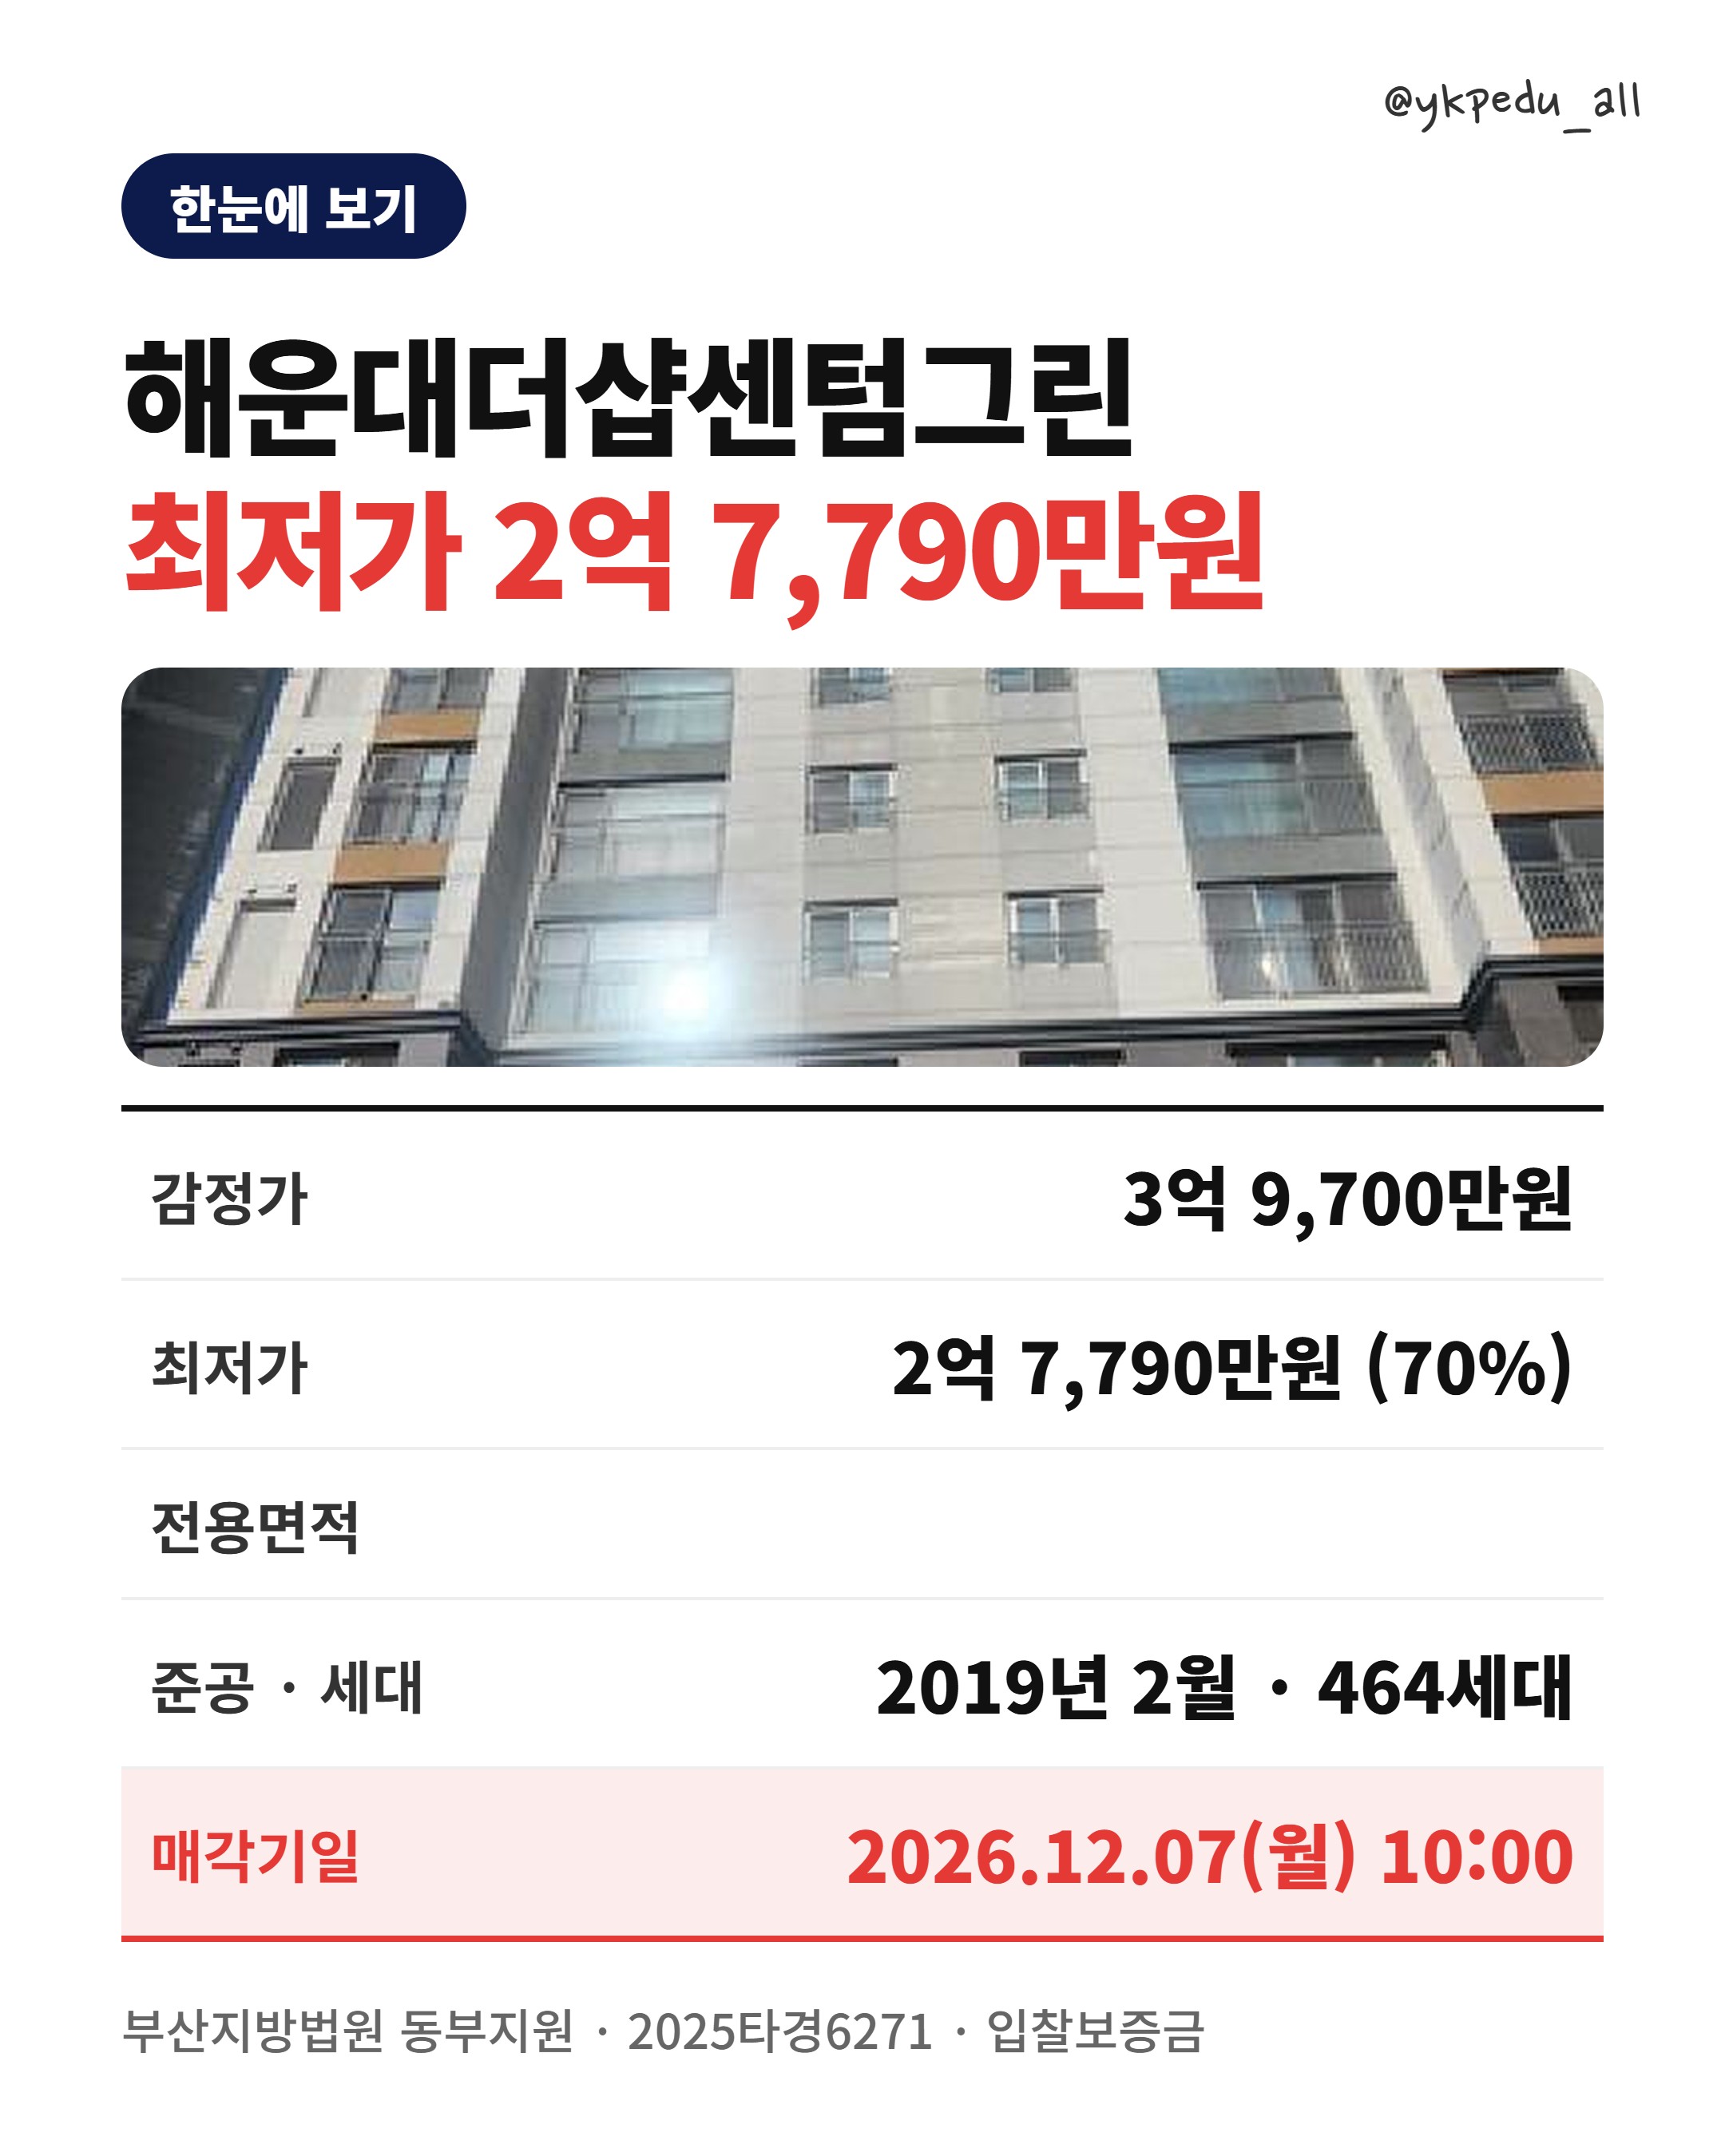 @ykpedu_all
한눈에 보기
해운대더샵센텀그린
최저가 2억 7,790만원
감정가 3억 9,700만원
최저가 2억 7,790만원 (70%)
전용면적
준공 · 세대 2019년 2월 · 464세대
매각기일 2026.12.07(월) 10:00
부산지방법원 동부지원 · 2025타경6271 · 입찰보증금